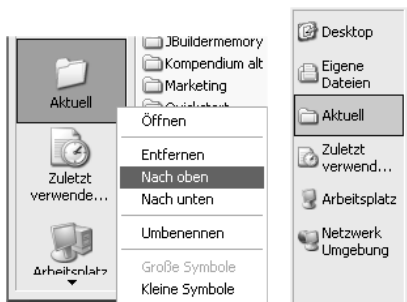 JBuildermemory
Kompendium alt
Marketing
Quickstart
Aktuell
Zuletzt
verwende...
Arbeitsplatz
Öffnen
Entfernen
Nach oben
Nach unten
Umbenennen
Große Symbole
Kleine Symbole
Desktop
Eigene
Dateien
Aktuell
Zuletzt
verwend...
Arbeitsplatz
Netzwerk
Umgebung